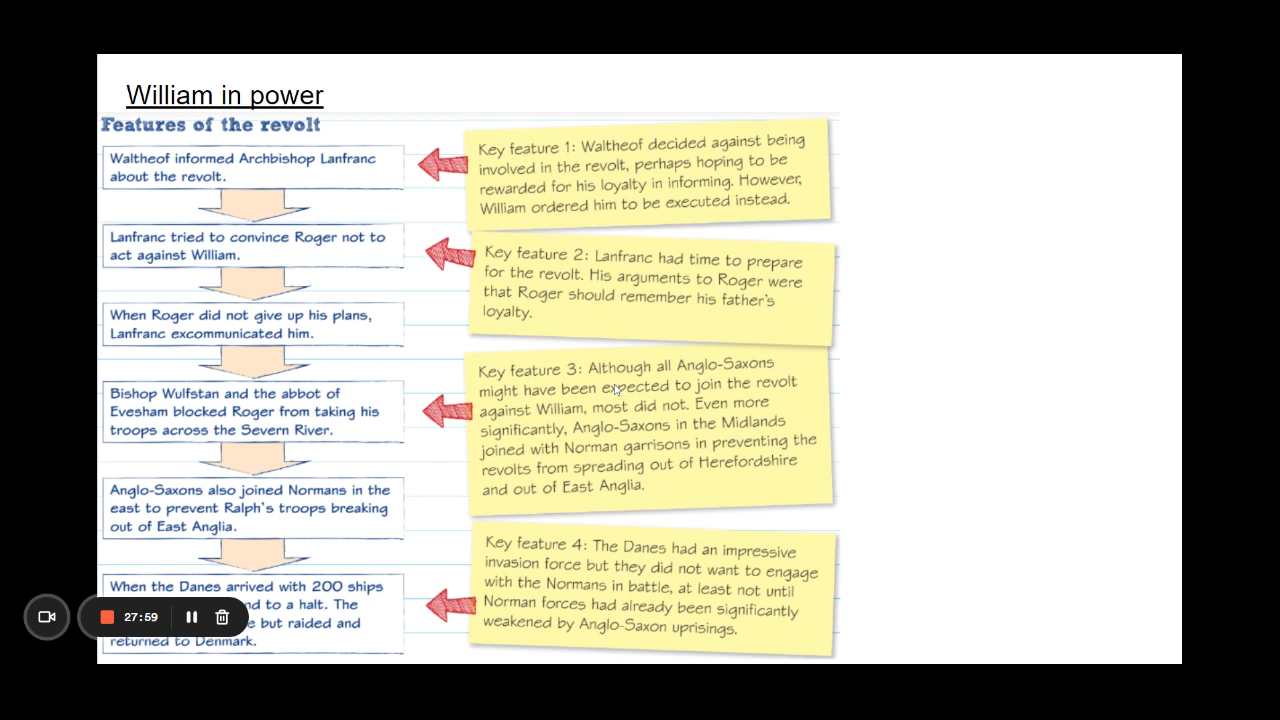 William in power
Features of the revolt
Waltheof informed Archbishop Lanfranc
about the revolt.
Key feature 1: Waltheof decided against being
involved in the revolt, perhaps hoping to be
rewarded for his loyalty in informing. However,
William ordered him to be executed instead.
Lanfranc tried to convince Roger not to
act against William.
Key feature 2: Lanfranc had time to prepare
for the revolt. His arguments to Roger were
that Roger should remember his father's
loyalty.
When Roger did not give up his plans,
Lanfranc excommunicated him.
Bishop Wulfstan and the abbot of
Evesham blocked Roger from taking his
troops across the Severn River.
Key feature 3: Although all Anglo-Saxons
might have been expected to join the revolt
against William, most did not. Even more
significantly, Anglo-Saxons in the Midlands
joined with Norman garrisons in preventing the
revolts from spreading out of Herefordshire
and out of East Anglia.
Anglo-Saxons also joined Normans in the
east to prevent Ralph's troops breaking
out of East Anglia.
When the Danes arrived with 200 ships
to a halt. The
but raided and
returned to Denmark.
Key feature 4: The Danes had an impressive
invasion force but they did not want to engage
with the Normans in battle, at least not until
Norman forces had already been significantly
weakened by Anglo-Saxon uprisings.
27:59